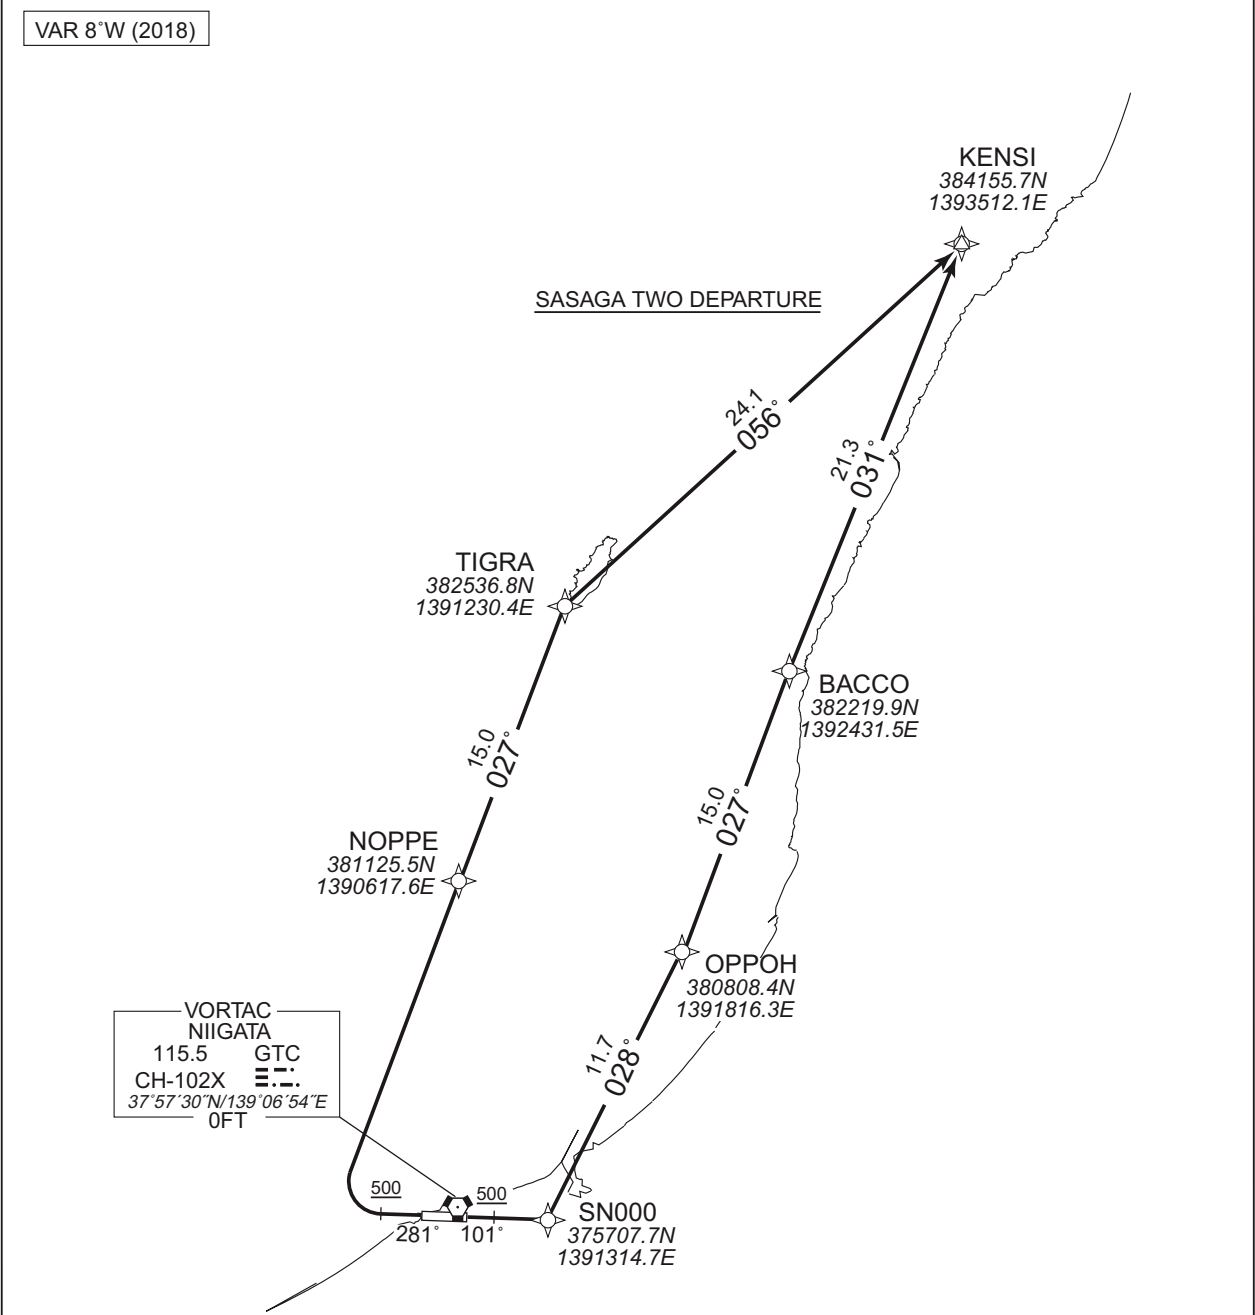 VAR 8˚W (2018)
KENSI
384155.7N
1393512.1E
SASAGA TWO DEPARTURE
24.1
056˚
21.3
031˚
TIGRA
382536.8N
1391230.4E
BACCO
382219.9N
1392431.5E
15.0
027˚
15.0
027˚
NOPPE
381125.5N
1390617.6E
OPPOH
380808.4N
1391816.3E
VORTAC
NIIGATA
115.5 GTC
CH-102X
37˚57´30˝N/139˚06´54˝E
0FT
11.7
028˚
500
500
281˚
101˚
SN000
375707.7N
1391314.7E